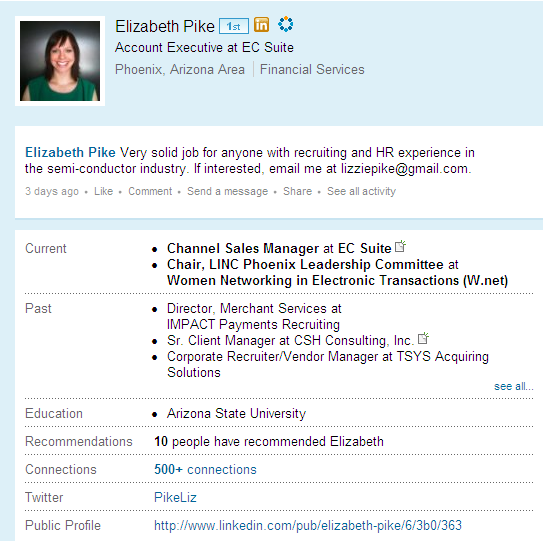 Elizabeth Pike 1st in
Account Executive at EC Suite
Phoenix, Arizona Area | Financial Services
Elizabeth Pike Very solid job for anyone with recruiting and HR experience in
the semi-conductor industry. If interested, email me at lizziepike@gmail.com.
3 days ago • Like • Comment • Send a message • Share • See all activity
Current
• Channel Sales Manager at EC Suite
• Chair, LINC Phoenix Leadership Committee at
Women Networking in Electronic Transactions (W.net)
Past
• Director, Merchant Services at
IMPACT Payments Recruiting
• Sr. Client Manager at CSH Consulting, Inc.
• Corporate Recruiter/Vendor Manager at TSYS Acquiring
Solutions
see all...
Education • Arizona State University
Recommendations 10 people have recommended Elizabeth
Connections 500+ connections
Twitter PikeLiz
Public Profile http://www.linkedin.com/pub/elizabeth-pike/6/3b0/363